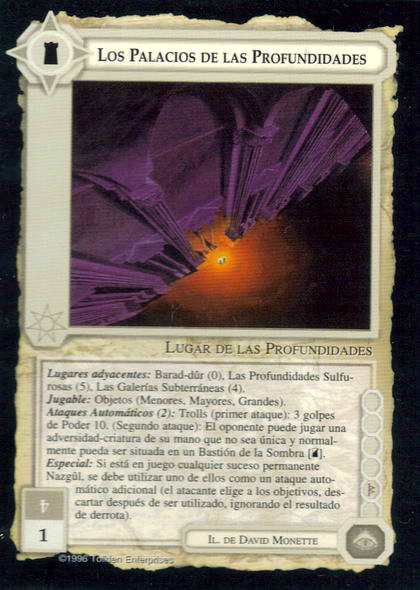 Los Palacios de las Profundidades
Lugar de las Profundidades
Lugares adyacentes: Barad-dûr (0), Las Profundidades Sulfu-
rosas (5), Las Galerías Subterráneas (4).
Jugable: Objetos (Menores, Mayores, Grandes).
Ataques Automáticos (2): Trolls (primer ataque): 3 golpes
de Poder 10. (Segundo ataque): El oponente puede jugar una
adversidad-criatura de su mano que no sea única y normal-
mente pueda ser situada en un Bastión de la Sombra [].
Especial: Si está en juego cualquier suceso permanente
Nazgûl, se debe utilizar uno de ellos como un ataque auto-
mático adicional (el atacante elige a los objetivos, des-
cartar después de ser utilizado, ignorando el resultado
de derrota).
4
1
Il. de David Monette
©1996 Tolkien Enterprises